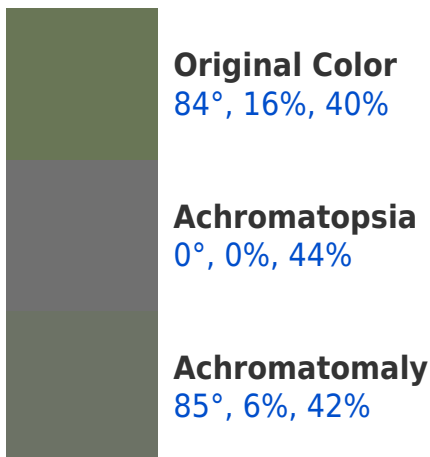 Original Color
84°, 16%, 40%
Achromatopsia
0°, 0%, 44%
Achromatomaly
85°, 6%, 42%